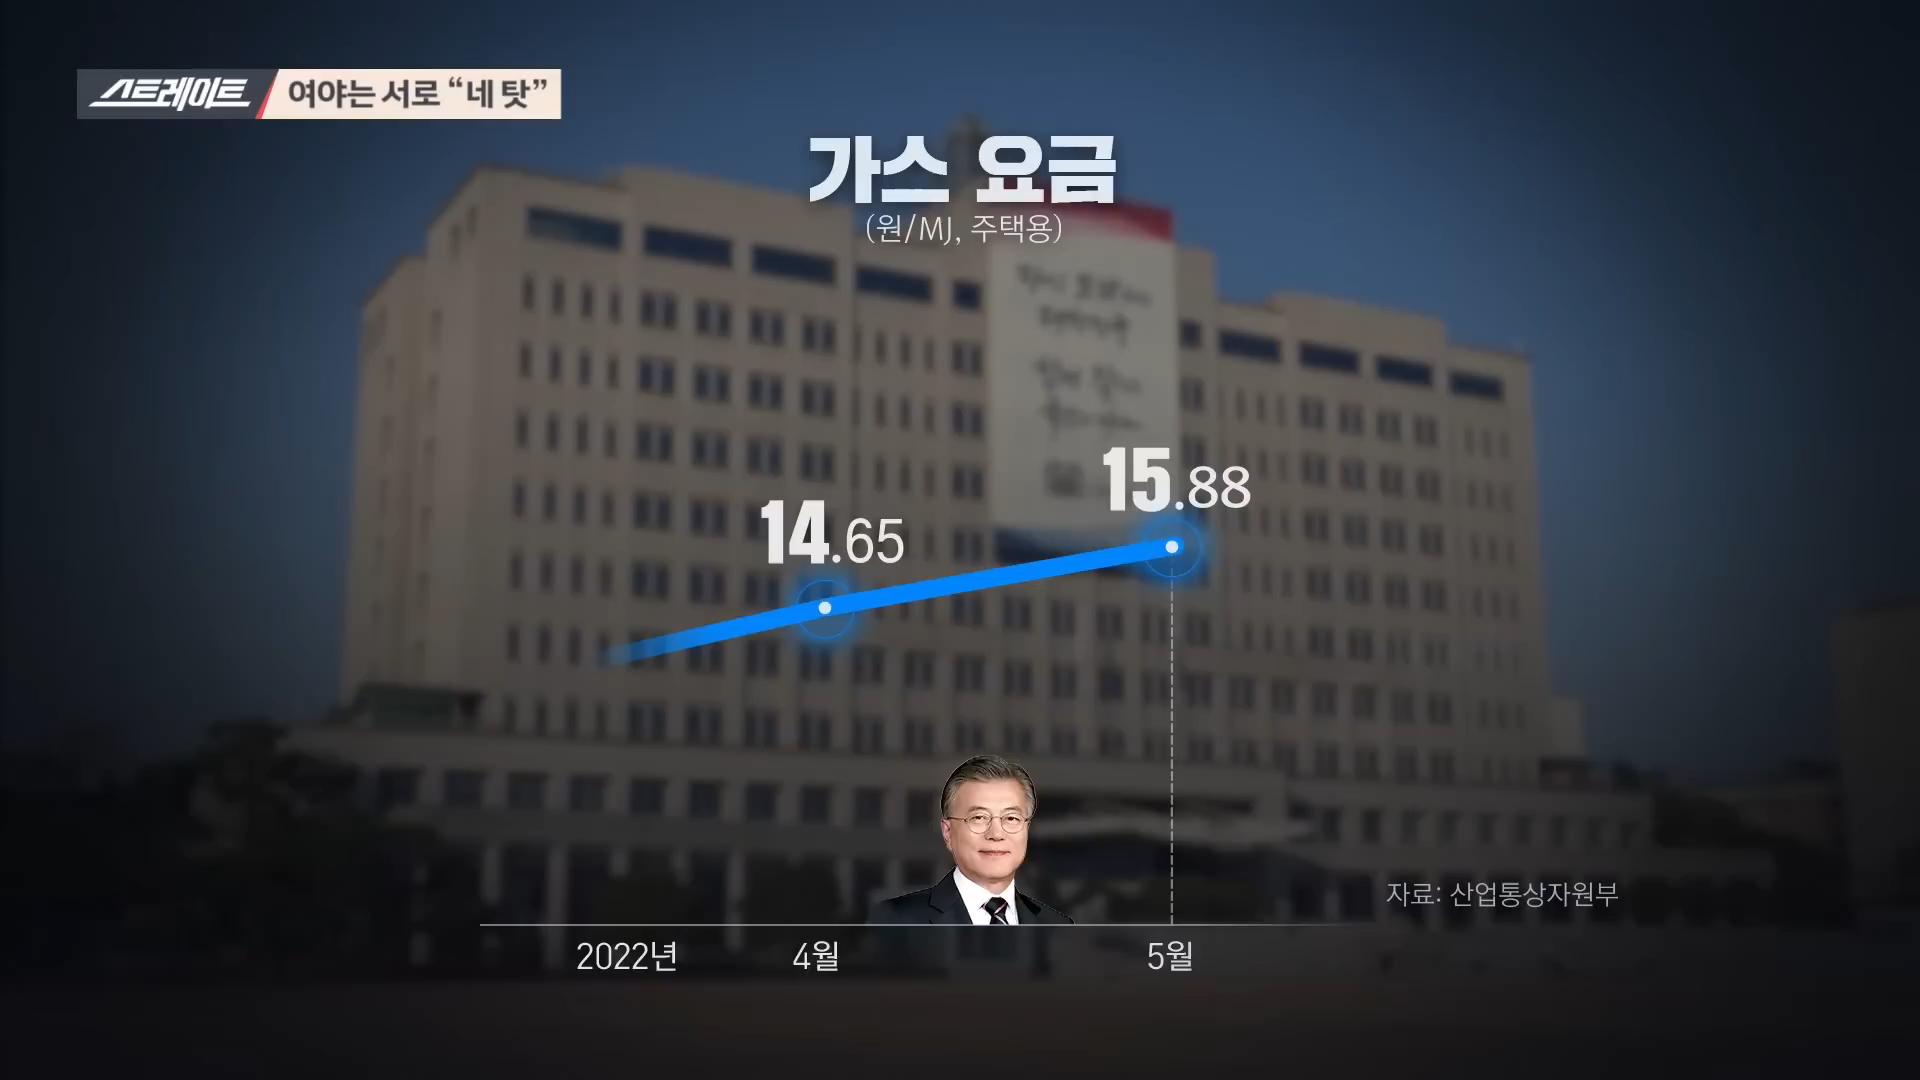 스트레이트 여야는 서로 “네 탓”
가스 요금
(원/MJ, 주택용)
14.65
15.88
자료: 산업통상자원부
2022년 4월 5월